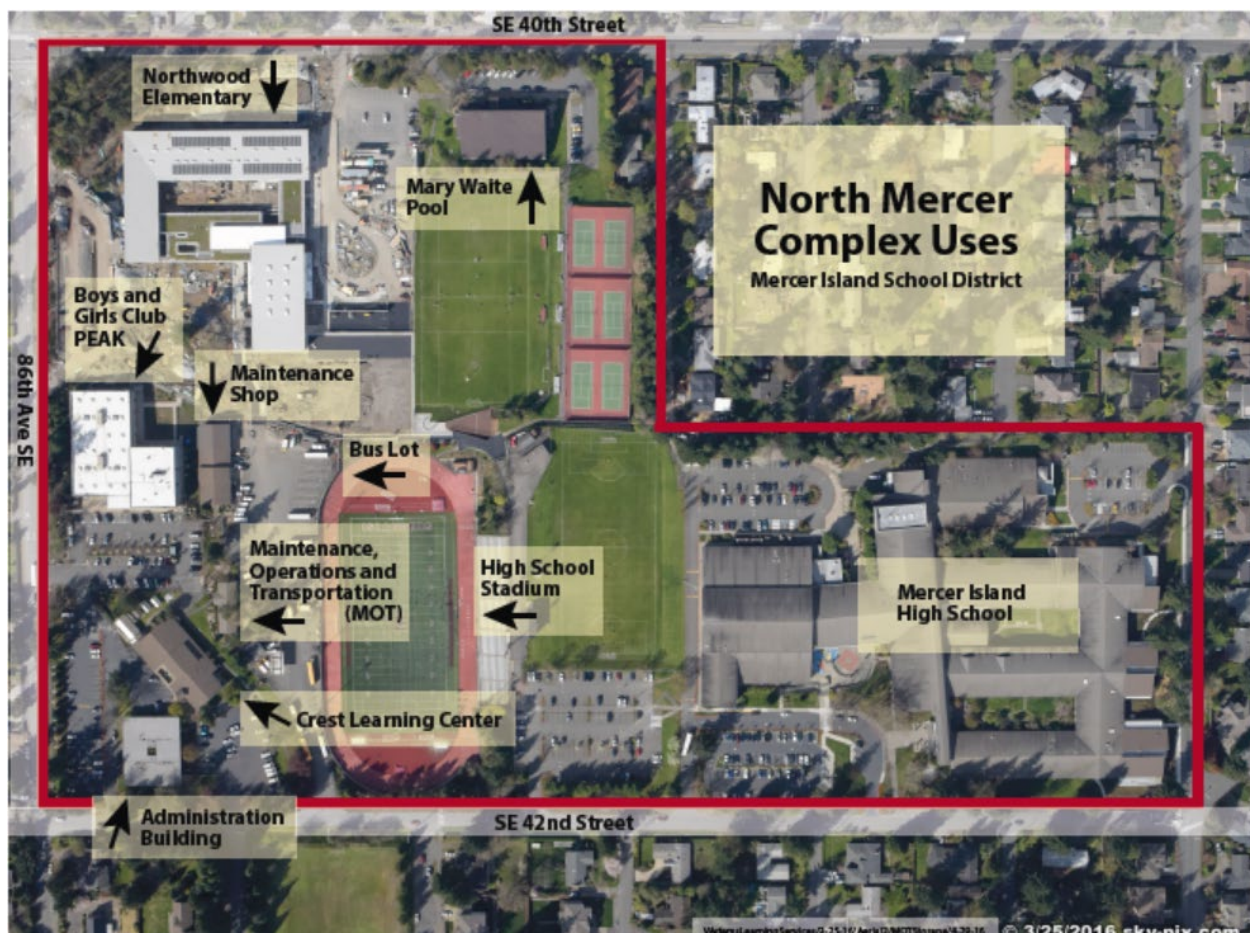 SE 40th Street
Northwood
Elementary
Mary Waite
Pool
North Mercer
Complex Uses
Mercer Island School District
Boys and
Girls Club
PEAK
86th Ave SE
Maintenance
Shop
Bus Lot
Maintenance,
Operations and
Transportation
(MOT)
High School
Stadium
Mercer Island
High School
Crest Learning Center
Administration
Building
SE 42nd Street
© 3/25/2016 sky-pix.com